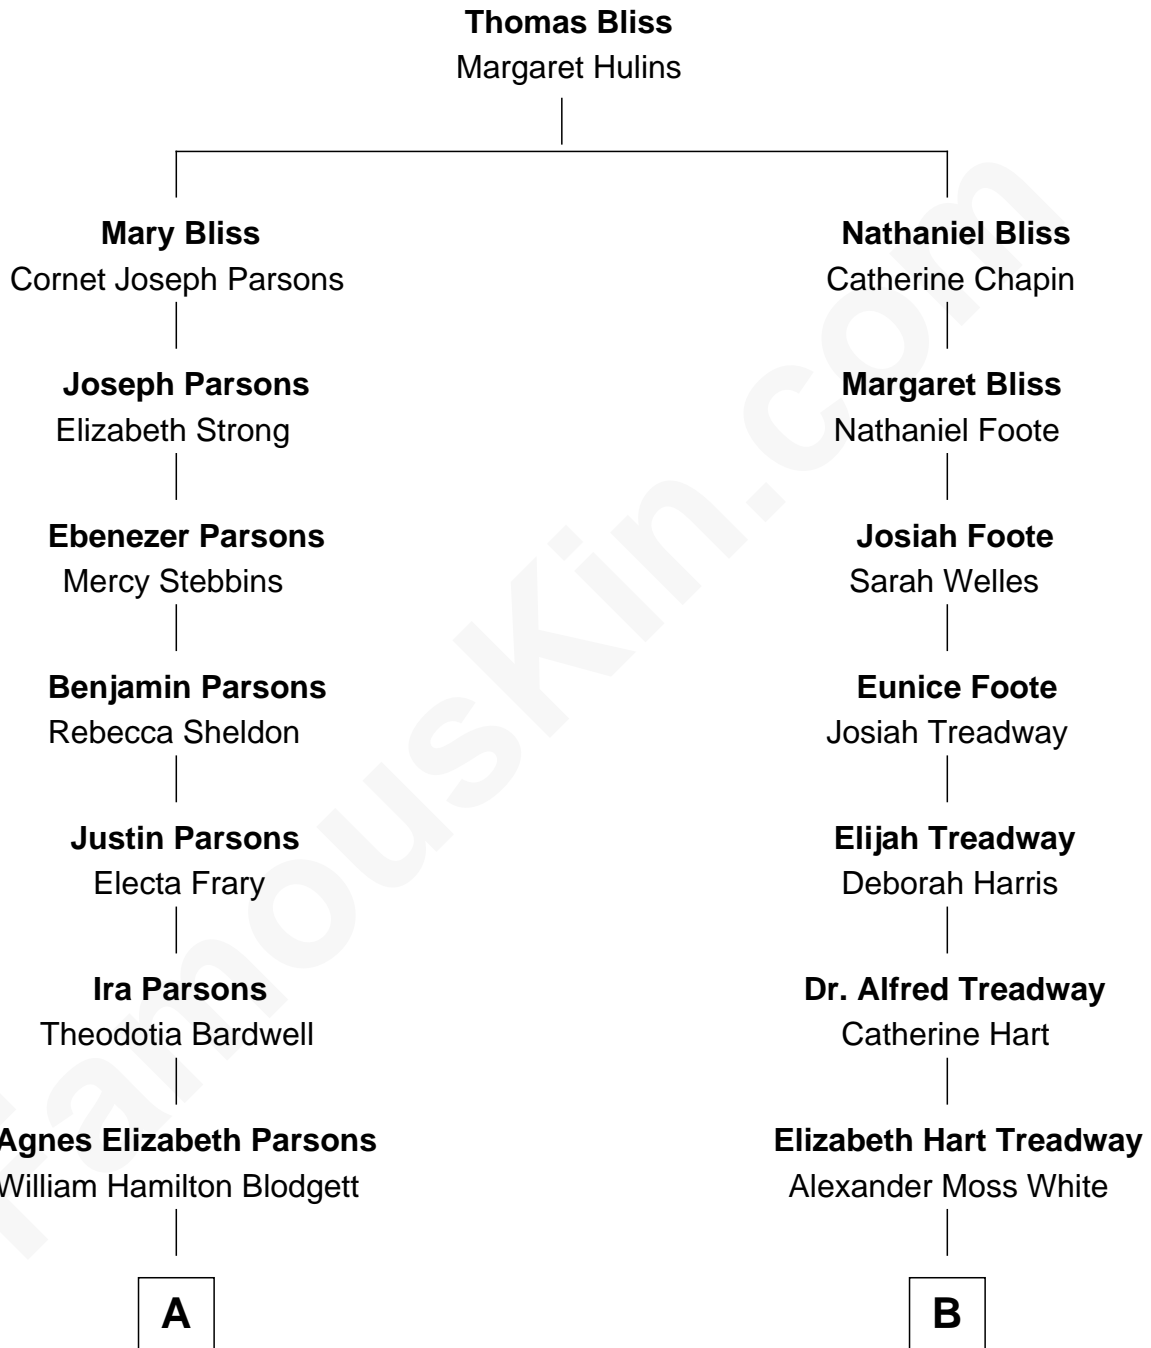 Thomas Bliss
Margaret Hulins
Mary Bliss
Cornet Joseph Parsons
Nathaniel Bliss
Catherine Chapin
Joseph Parsons
Elizabeth Strong
Margaret Bliss
Nathaniel Foote
Ebenezer Parsons
Mercy Stebbins
Josiah Foote
Sarah Welles
Benjamin Parsons
Rebecca Sheldon
Eunice Foote
Josiah Treadway
Justin Parsons
Electa Frary
Elijah Treadway
Deborah Harris
Ira Parsons
Theodotia Bardwell
Dr. Alfred Treadway
Catherine Hart
Agnes Elizabeth Parsons
William Hamilton Blodgett
Elizabeth Hart Treadway
Alexander Moss White
A
B
FamousKin.com